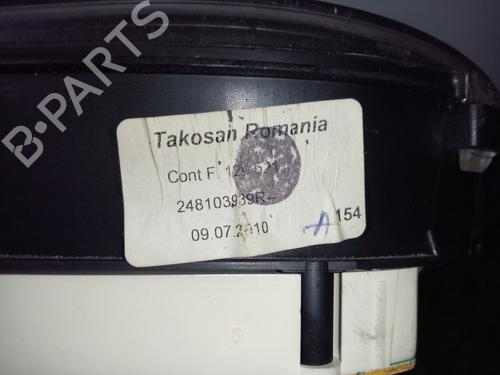 B-PARTS
Takosan Romania
Cont F.
248103939R
09.07.2010
154